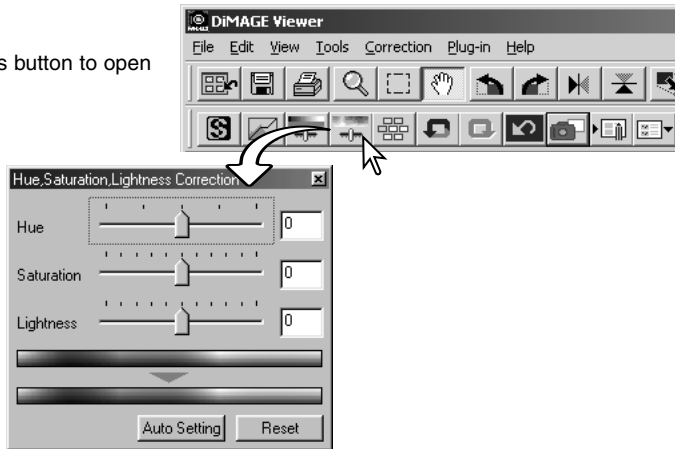 DiMAGE Viewer
File Edit View Tools Correction Plug-in Help
s button to open
S
Hue,Saturation,Lightness Correction
Hue 0
Saturation 0
Lightness 0
Auto Setting Reset